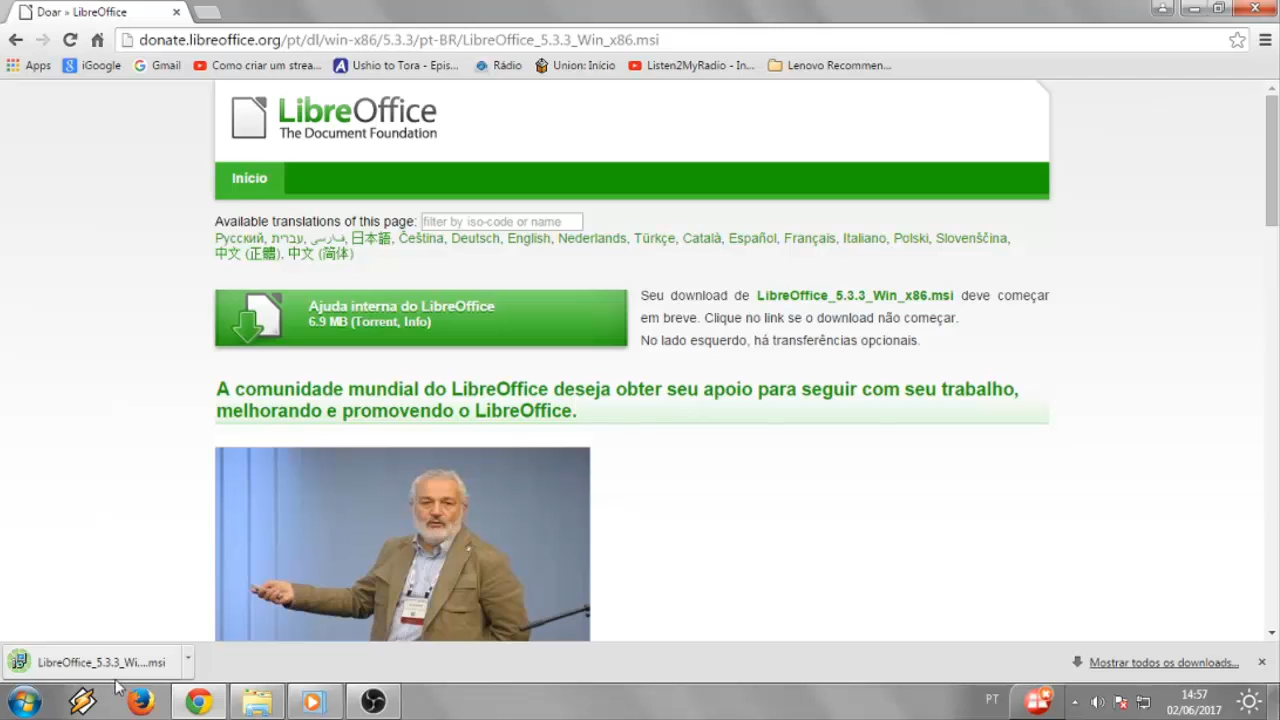 Doar » LibreOffice
donate.libreoffice.org/pt/dl/win-x86/5.3.3/pt-BR/LibreOffice_5.3.3_Win_x86.msi
Apps iGoogle Gmail Como criar um strea... Ushio to Tora - Epis... Rádio Union: Início Listen2MyRadio - In... Lenovo Recommen...
LibreOffice
The Document Foundation
Início
Available translations of this page: filter by iso-code or name
Русский, עברית, فارسی, 日本語, Čeština, Deutsch, English, Nederlands, Türkçe, Català, Español, Français, Italiano, Polski, Slovenščina,
中文 (正體), 中文 (简体)
Ajuda interna do LibreOffice
6.9 MB (Torrent, Info)
Seu download de LibreOffice_5.3.3_Win_x86.msi deve começar
em breve. Clique no link se o download não começar.
No lado esquerdo, há transferências opcionais.
A comunidade mundial do LibreOffice deseja obter seu apoio para seguir com seu trabalho,
melhorando e promovendo o LibreOffice.
LibreOffice_5.3.3_Wi....msi
Mostrar todos os downloads...
PT
14:57
02/06/2017